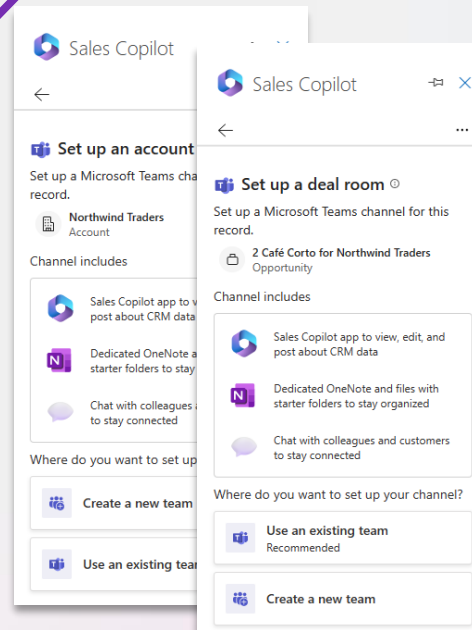 Sales Copilot
Set up an account
Set up a Microsoft Teams cha
record.
Northwind Traders
Account
Channel includes
Sales Copilot app to v
post about CRM data
Dedicated OneNote a
starter folders to stay
Chat with colleagues a
to stay connected
Where do you want to set up
Create a new team
Use an existing tea
Sales Copilot
Set up a deal room
Set up a Microsoft Teams channel for this
record.
2 Café Corto for Northwind Traders
Opportunity
Channel includes
Sales Copilot app to view, edit, and
post about CRM data
Dedicated OneNote and files with
starter folders to stay organized
Chat with colleagues and customers
to stay connected
Where do you want to set up your channel?
Use an existing team
Recommended
Create a new team